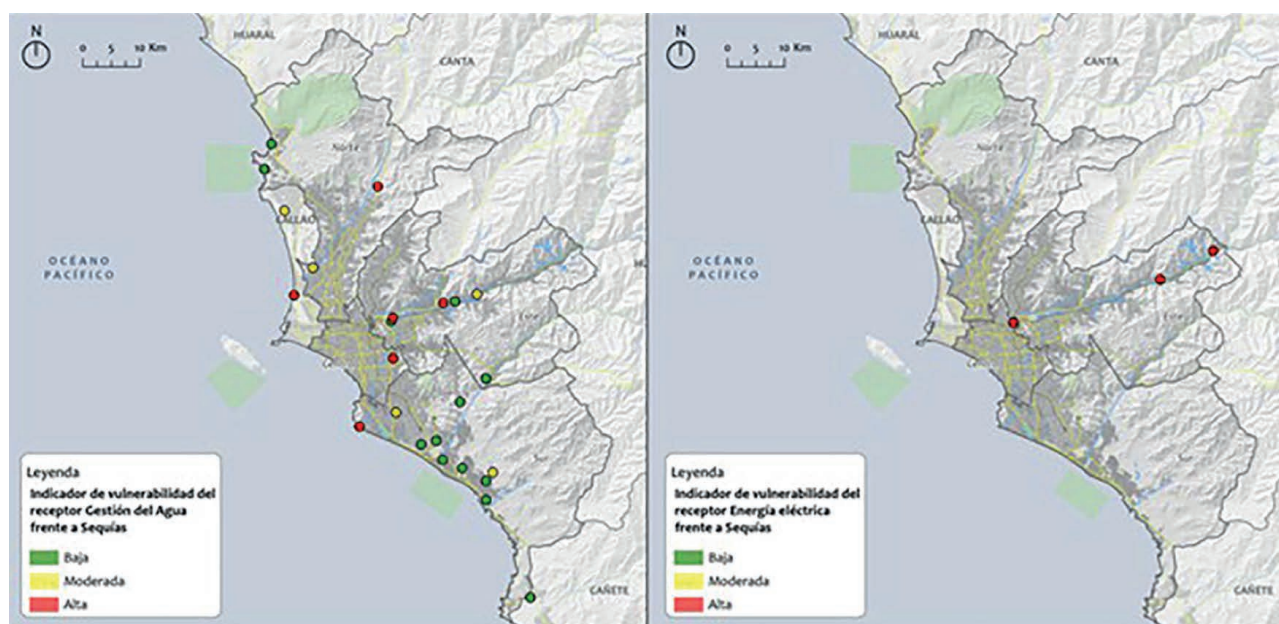 N
0 5 10 Km
HUARAL
CANTA
Norte
CALLAO
OCÉANO
PACÍFICO
Este
CAÑETE
Leyenda
Indicador de vulnerabilidad del
receptor Gestión del Agua
frente a Sequías
Baja
Moderada
Alta
N
0 5 10 Km
HUARAL
CANTA
Norte
CALLAO
OCÉANO
PACÍFICO
Este
CAÑETE
Leyenda
Indicador de vulnerabilidad del
receptor Energía eléctrica
frente a Sequías
Baja
Moderada
Alta